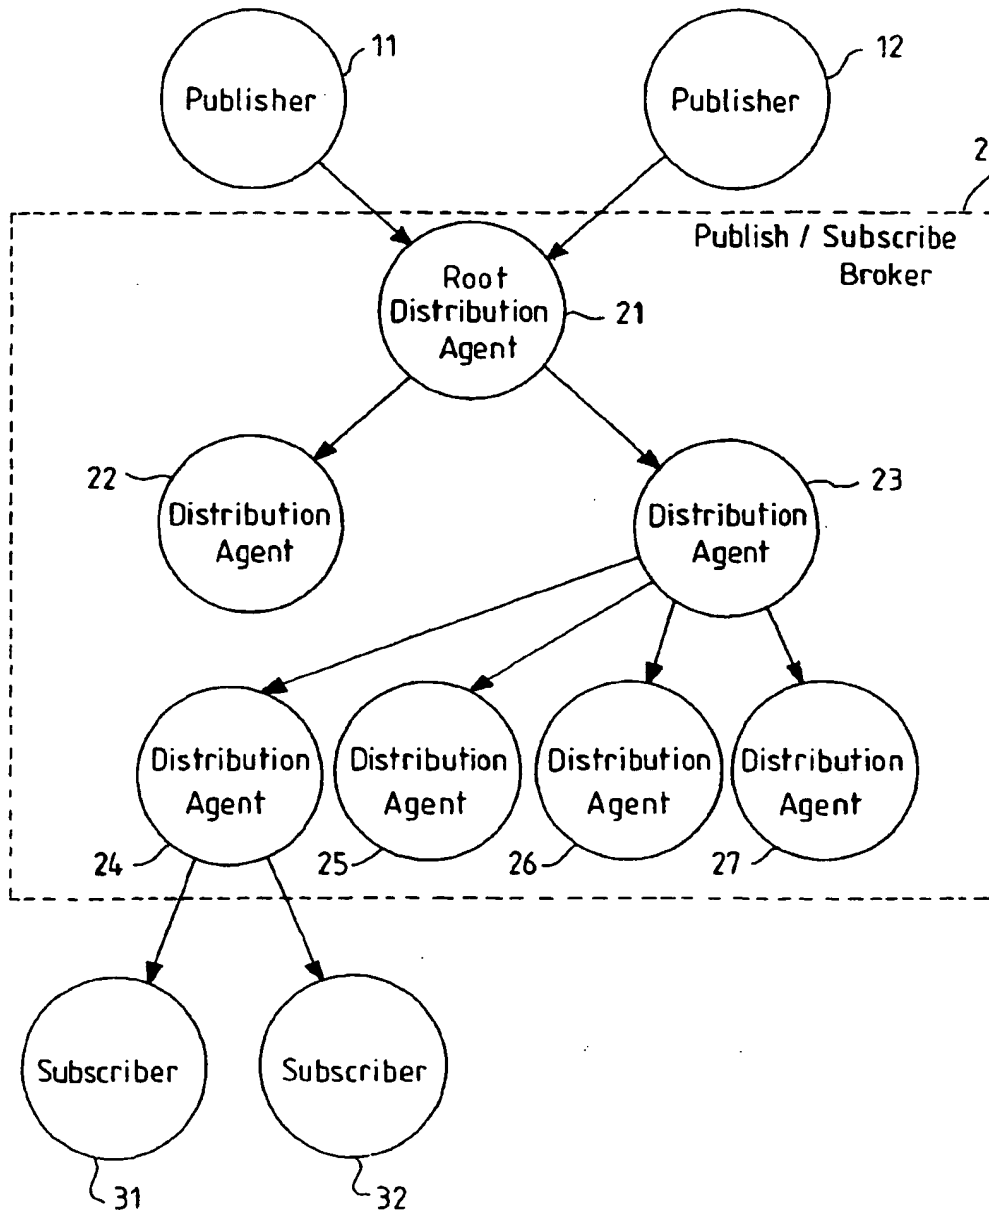 11
12
Publisher
Publisher
2
Publish / Subscribe
Broker
Root
Distribution
Agent
21
22
23
Distribution
Agent
Distribution
Agent
Distribution
Agent
Distribution
Agent
Distribution
Agent
Distribution
Agent
24
25
26
27
Subscriber
Subscriber
31
32